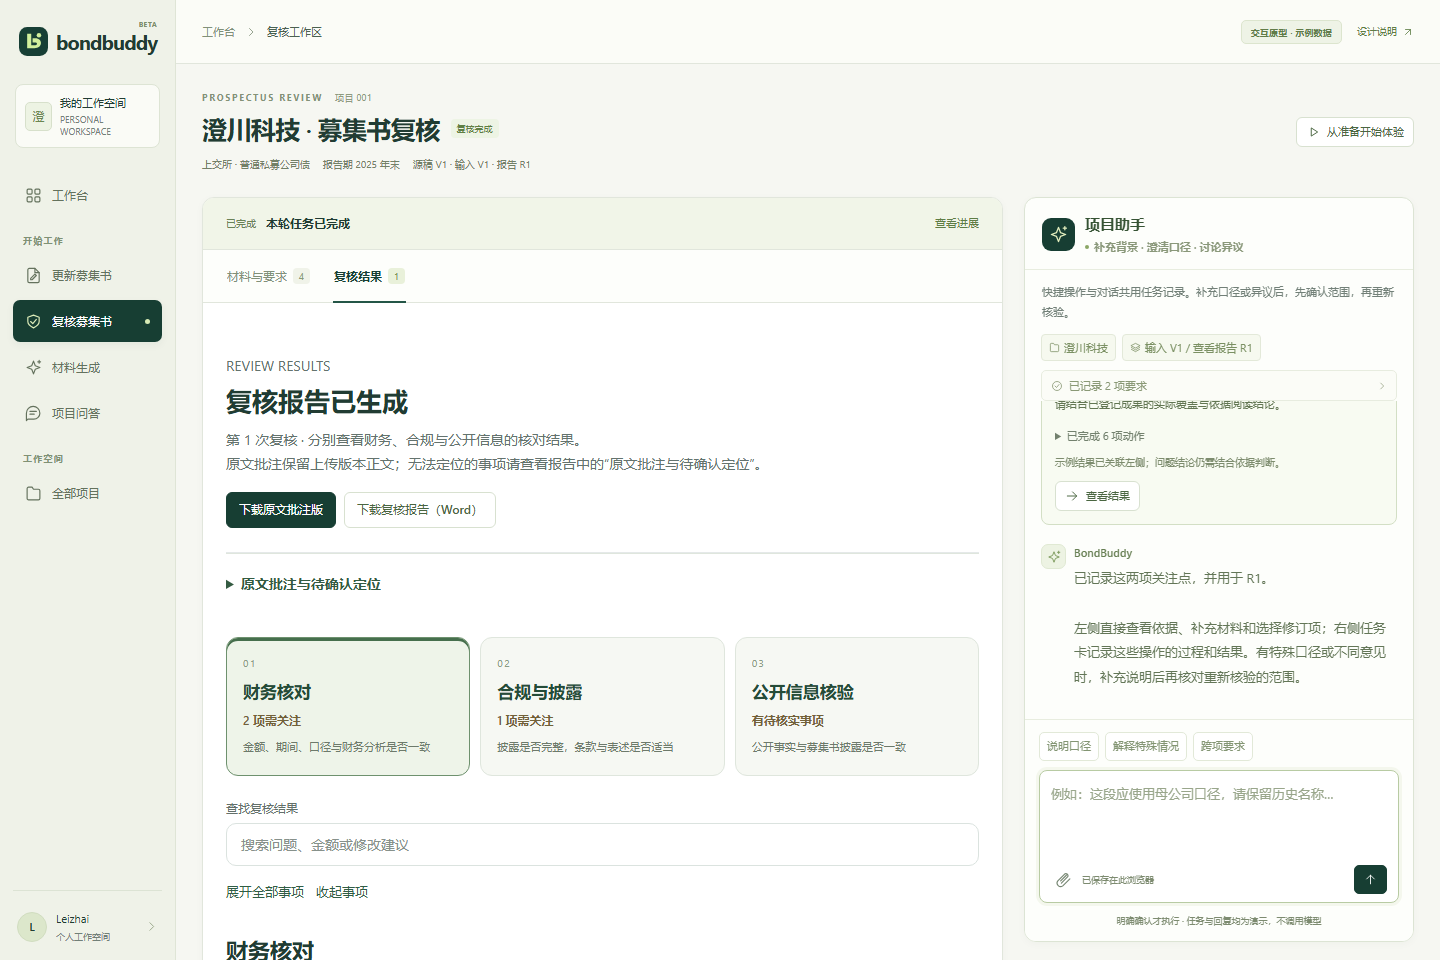 BETA
bondbuddy
澄
我的工作空间
PERSONAL
WORKSPACE
工作台
开始工作
更新募集书
复核募集书
材料生成
项目问答
工作空间
全部项目
L
Leizhai
个人工作空间
工作台
复核工作区
交互原型 · 示例数据
设计说明
PROSPECTUS REVIEW 项目 001
澄川科技 · 募集书复核
复核完成
上交所 · 普通私募公司债 报告期 2025 年末 源稿 V1 · 输入 V1 · 报告 R1
从准备开始体验
已完成 本轮任务已完成
查看进展
材料与要求 4
复核结果 1
REVIEW RESULTS
复核报告已生成
第 1 次复核 · 分别查看财务、合规与公开信息的核对结果。
原文批注保留上传版本正文；无法定位的事项请查看报告中的“原文批注与待确认定位”。
下载原文批注版
下载复核报告（Word）
原文批注与待确认定位
01
财务核对
2 项需关注
金额、期间、口径与财务分析是否一致
02
合规与披露
1 项需关注
披露是否完整，条款与表述是否适当
03
公开信息核验
有待核实事项
公开事实与募集书披露是否一致
查找复核结果
搜索问题、金额或修改建议
展开全部事项 收起事项
财务核对
项目助手
补充背景 · 澄清口径 · 讨论异议
快捷操作与对话共用任务记录。补充口径或异议后，先确认范围，再重新
核验。
澄川科技
输入 V1 / 查看报告 R1
已记录 2 项要求
请结合已登记成果的实际覆盖与依据阅读结论。
已完成 6 项动作
示例结果已关联左侧；问题结论仍需结合依据判断。
查看结果
BondBuddy
已记录这两项关注点，并用于 R1。
左侧直接查看依据、补充材料和选择修订项；右侧任务
卡记录这些操作的过程和结果。有特殊口径或不同意见
时，补充说明后再核对重新核验的范围。
说明口径
解释特殊情况
跨项要求
例如：这段应使用母公司口径，请保留历史名称...
已保存在此浏览器
明确确认才执行 · 任务与回复均为演示，不调用模型